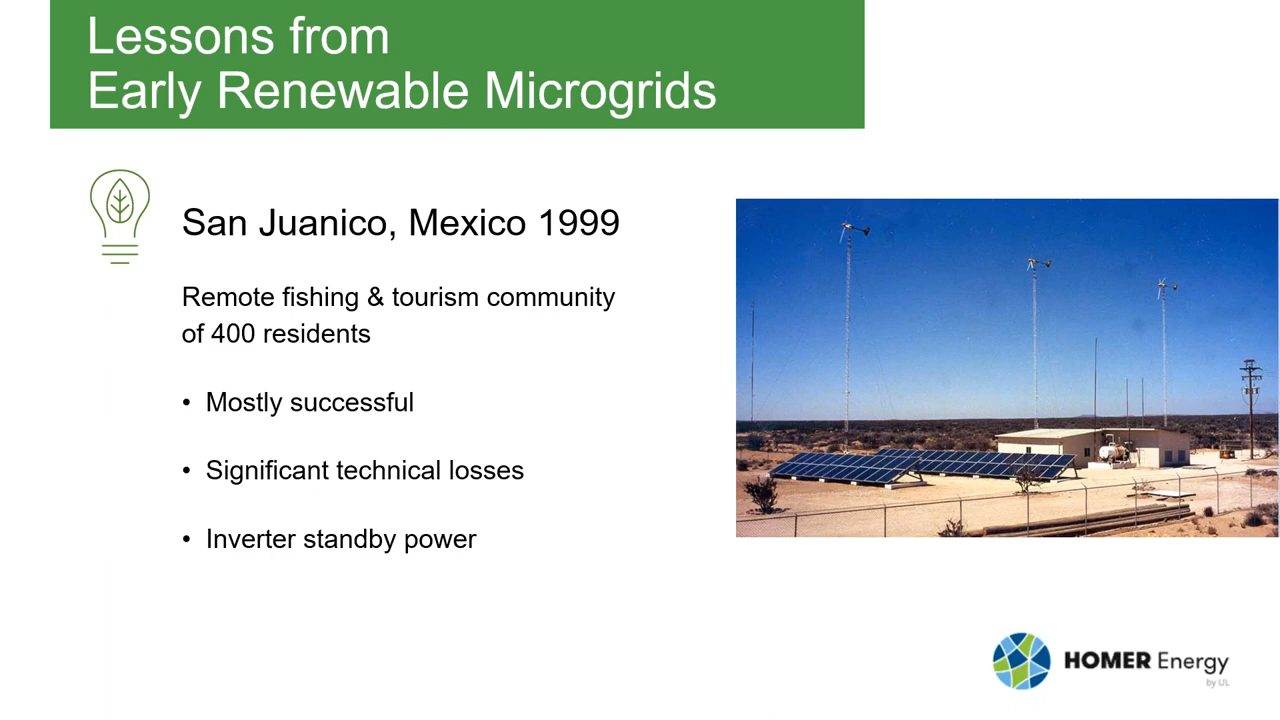 Lessons from
Early Renewable Microgrids
San Juanico, Mexico 1999
Remote fishing & tourism community
of 400 residents
• Mostly successful
• Significant technical losses
• Inverter standby power
HOMER Energy
by UL